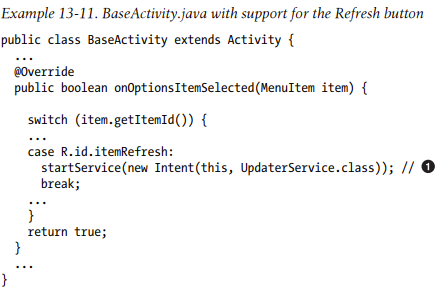 Example 13-11. BaseActivity.java with support for the Refresh button
public class BaseActivity extends Activity {
  ...
  @Override
  public boolean onOptionsItemSelected(MenuItem item) {

    switch (item.getItemId()) {
    ...
    case R.id.itemRefresh:
      startService(new Intent(this, UpdaterService.class)); // ❶
      break;
    ...
    }
    return true;
  }
  ...
}